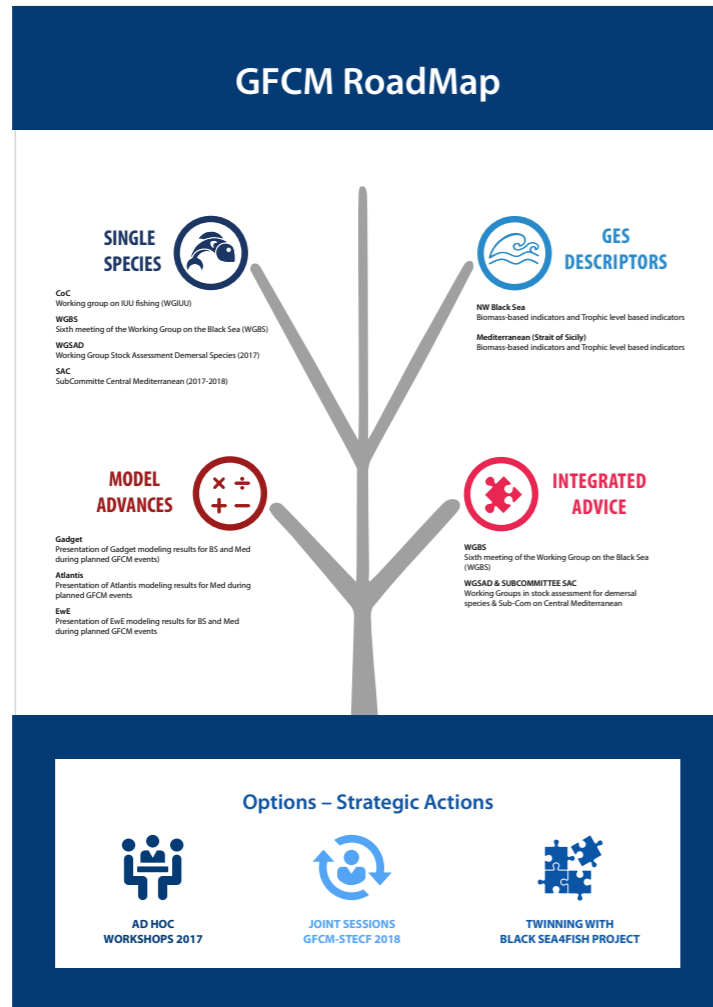 GFCM RoadMap
SINGLE
SPECIES
CoC
Working group on IUU fishing (WGIUU)
WGBS
Sixth meeting of the Working Group on the Black Sea (WGBS)
WGSAD
Working Group Stock Assessment Demersal Species (2017)
SAC
SubCommitte Central Mediterranean (2017-2018)
GES
DESCRIPTORS
NW Black Sea
Biomass-based indicators and Trophic level based indicators
Mediterranean (Strait of Sicily)
Biomass-based indicators and Trophic level based indicators
MODEL
ADVANCES
Gadget
Presentation of Gadget modeling results for BS and Med
during planned GFCM events)
Atlantis
Presentation of Atlantis modeling results for Med during
planned GFCM events
EwE
Presentation of EwE modeling results for BS and Med
during planned GFCM events
INTEGRATED
ADVICE
WGBS
Sixth meeting of the Working Group on the Black Sea
(WGBS)
WGSAD & SUBCOMMITTEE SAC
Working Groups in stock assessment for demersal
species & Sub-Com on Central Mediterranean
Options – Strategic Actions
AD HOC
WORKSHOPS 2017
JOINT SESSIONS
GFCM-STECF 2018
TWINNING WITH
BLACK SEA4FISH PROJECT